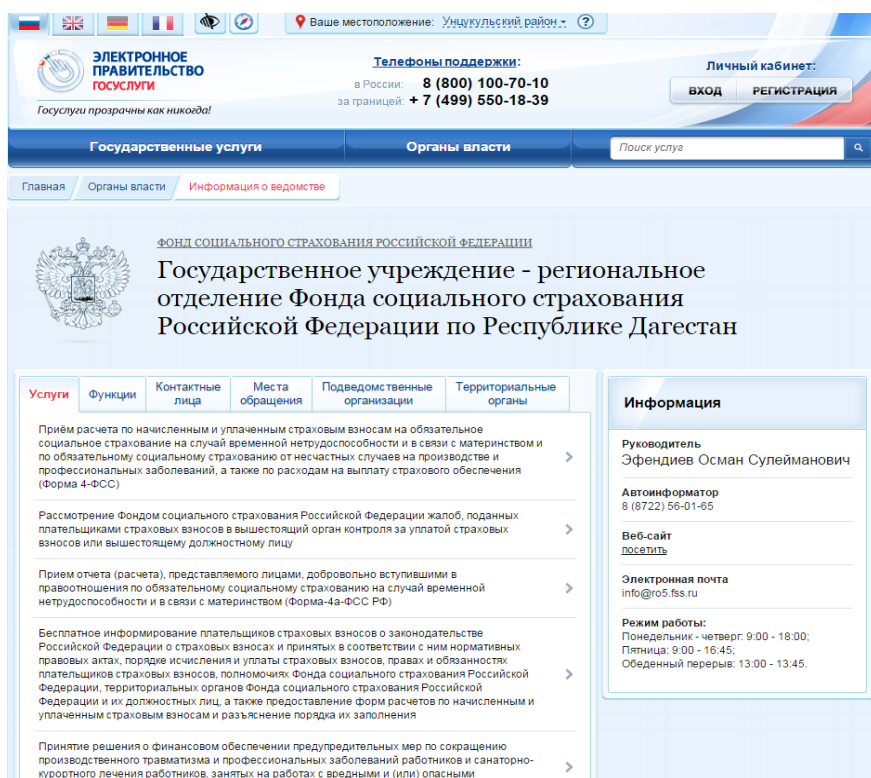 Ваше местоположение: Унцукульский район
?
ЭЛЕКТРОННОЕ
ПРАВИТЕЛЬСТВО
ГОСУСЛУГИ
Госуслуги прозрачны как никогда!
Телефоны поддержки:
в России: 8 (800) 100-70-10
за границей: + 7 (499) 550-18-39
Личный кабинет:
ВХОД РЕГИСТРАЦИЯ
Государственные услуги Органы власти Поиск услуг
Главная Органы власти Информация о ведомстве
ФОНД СОЦИАЛЬНОГО СТРАХОВАНИЯ РОССИЙСКОЙ ФЕДЕРАЦИИ
Государственное учреждение - региональное
отделение Фонда социального страхования
Российской Федерации по Республике Дагестан
Услуги
Функции
Контактные
лица
Места
обращения
Подведомственные
организации
Территориальные
органы
Приём расчета по начисленным и уплаченным страховым взносам на обязательное
социальное страхование на случай временной нетрудоспособности и в связи с материнством и
по обязательному социальному страхованию от несчастных случаев на производстве и
профессиональных заболеваний, а также по расходам на выплату страхового обеспечения
(Форма 4-ФСС)
Рассмотрение Фондом социального страхования Российской Федерации жалоб, поданных
плательщиками страховых взносов в вышестоящий орган контроля за уплатой страховых
взносов или вышестоящему должностному лицу
Прием отчета (расчета), представляемого лицами, добровольно вступившими в
правоотношения по обязательному социальному страхованию на случай временной
нетрудоспособности и в связи с материнством (Форма-4а-ФСС РФ)
Бесплатное информирование плательщиков страховых взносов о законодательстве
Российской Федерации о страховых взносах и принятых в соответствии с ним нормативных
правовых актах, порядке исчисления и уплаты страховых взносов, правах и обязанностях
плательщиков страховых взносов, полномочиях Фонда социального страхования Российской
Федерации, территориальных органов Фонда социального страхования Российской
Федерации и их должностных лиц, а также предоставление форм расчетов по начисленным и
уплаченным страховым взносам и разъяснение порядка их заполнения
Принятие решения о финансовом обеспечении предупредительных мер по сокращению
производственного травматизма и профессиональных заболеваний работников и санаторно-
курортного лечения работников, занятых на работах с вредными и (или) опасными
Информация
Руководитель
Эфендиев Осман Сулейманович
Автоинформатор
8 (8722) 56-01-65
Веб-сайт
посетить
Электронная почта
info@ro5.fss.ru
Режим работы:
Понедельник - четверг: 9:00 - 18:00;
Пятница: 9:00 - 16:45;
Обеденный перерыв: 13:00 - 13:45.